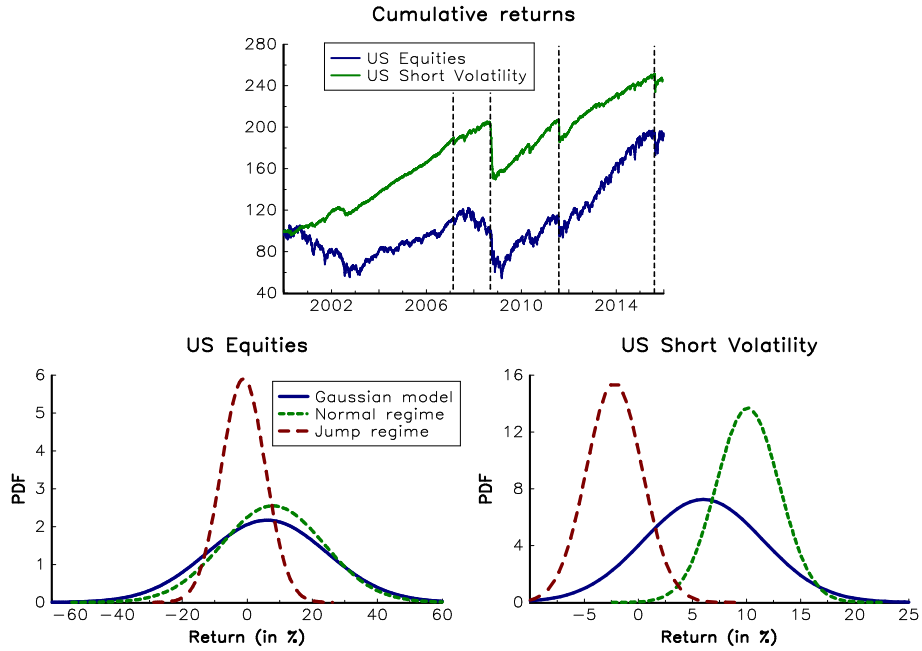 Cumulative returns
280
240
200
160
120
80
40
US Equities
US Short Volatility
2002 2006 2010 2014
US Equities
6
5
4
3
2
1
0
PDF
Gaussian model
Normal regime
Jump regime
−60 −40 −20 0 20 40 60
Return (in %)
US Short Volatility
16
12
8
4
0
PDF
−5 0 5 10 15 20 25
Return (in %)